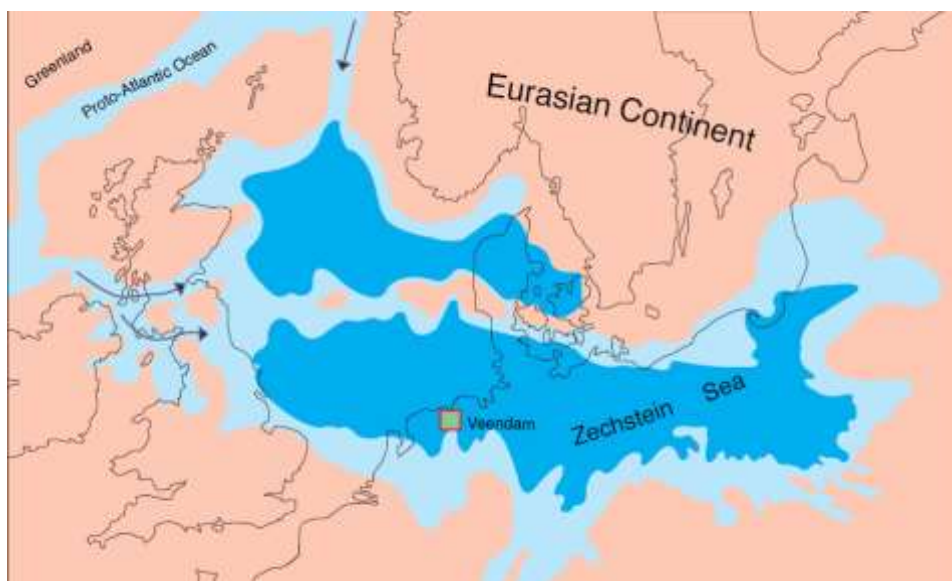 Greenland
Proto-Atlantic Ocean
Eurasian Continent
Zechstein Sea
Veendam